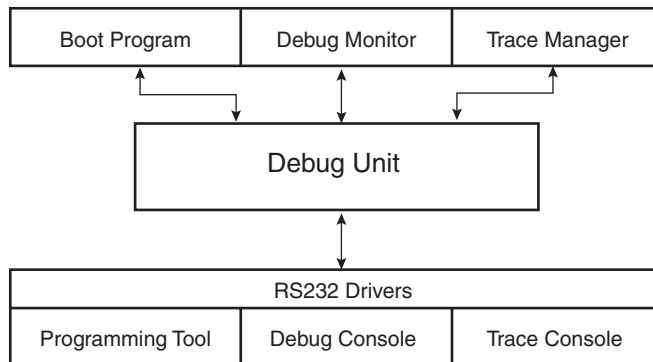 Boot Program
Debug Monitor
Trace Manager
Debug Unit
RS232 Drivers
Programming Tool
Debug Console
Trace Console